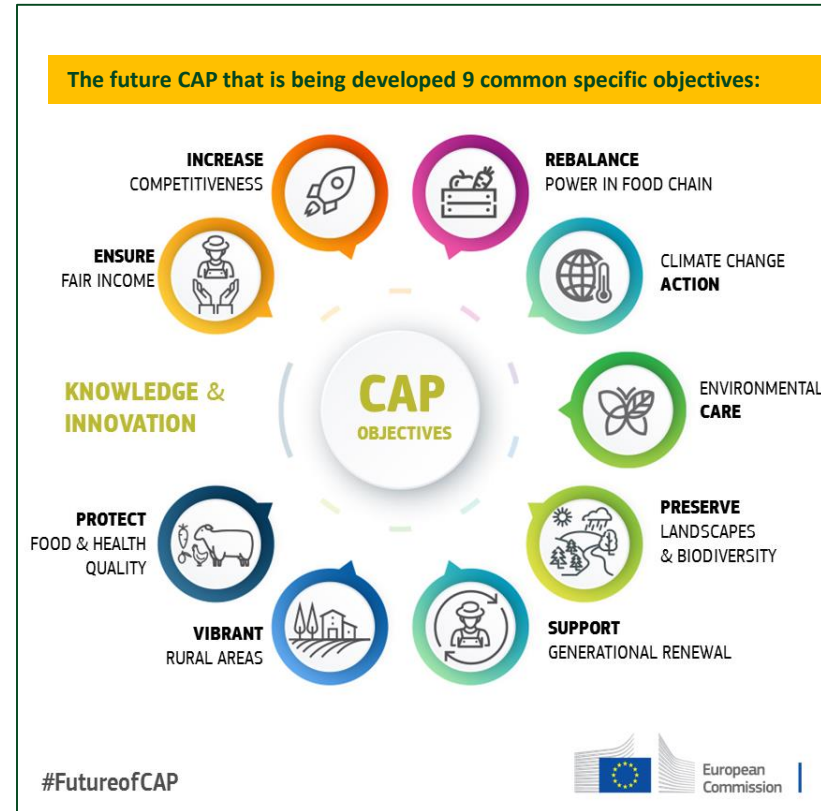 The future CAP that is being developed 9 common specific objectives:
INCREASE
COMPETITIVENESS
REBALANCE
POWER IN FOOD CHAIN
ENSURE
FAIR INCOME
CLIMATE CHANGE
ACTION
KNOWLEDGE &
INNOVATION
CAP
OBJECTIVES
ENVIRONMENTAL
CARE
PROTECT
FOOD & HEALTH
QUALITY
PRESERVE
LANDSCAPES
& BIODIVERSITY
VIBRANT
RURAL AREAS
SUPPORT
GENERATIONAL RENEWAL
#FutureofCAP
European
Commission